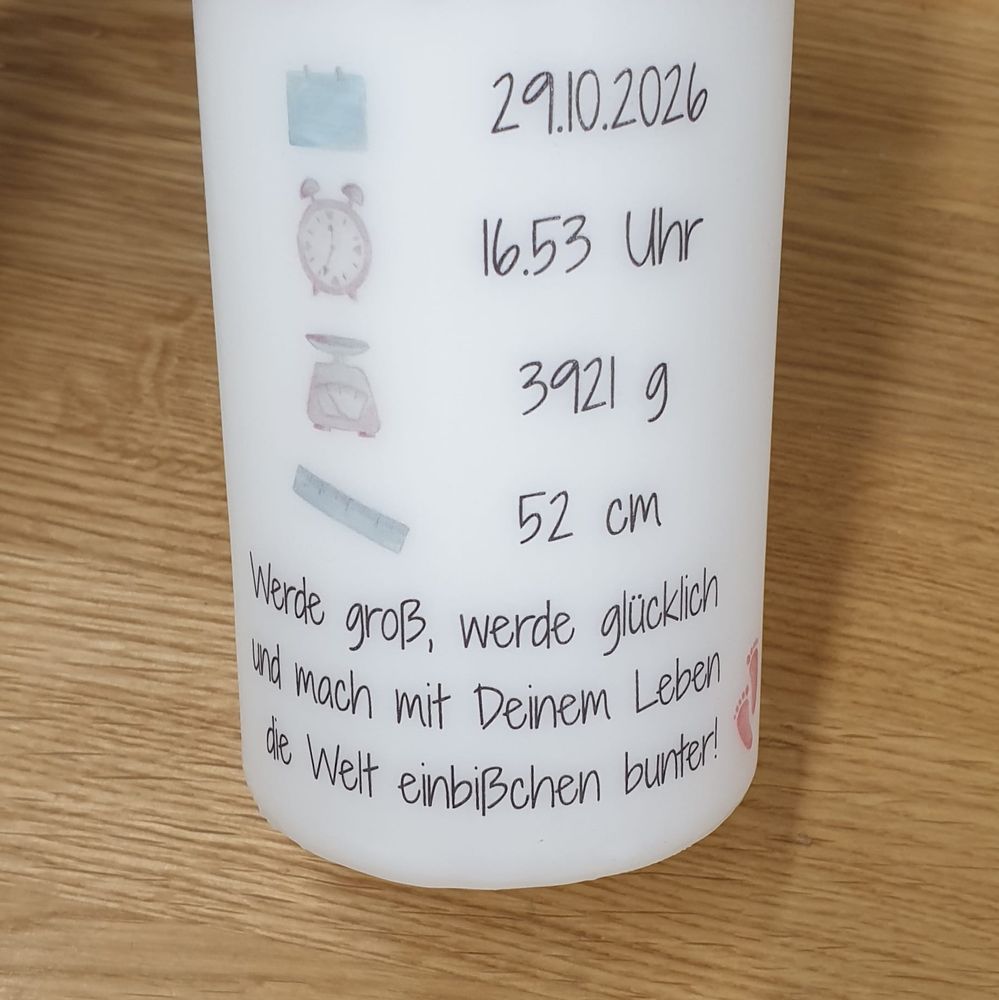 29.10.2026
16.53 Uhr
3921 g
52 cm
Werde groß, werde glücklich
und mach mit Deinem Leben
die Welt einbißchen bunter!